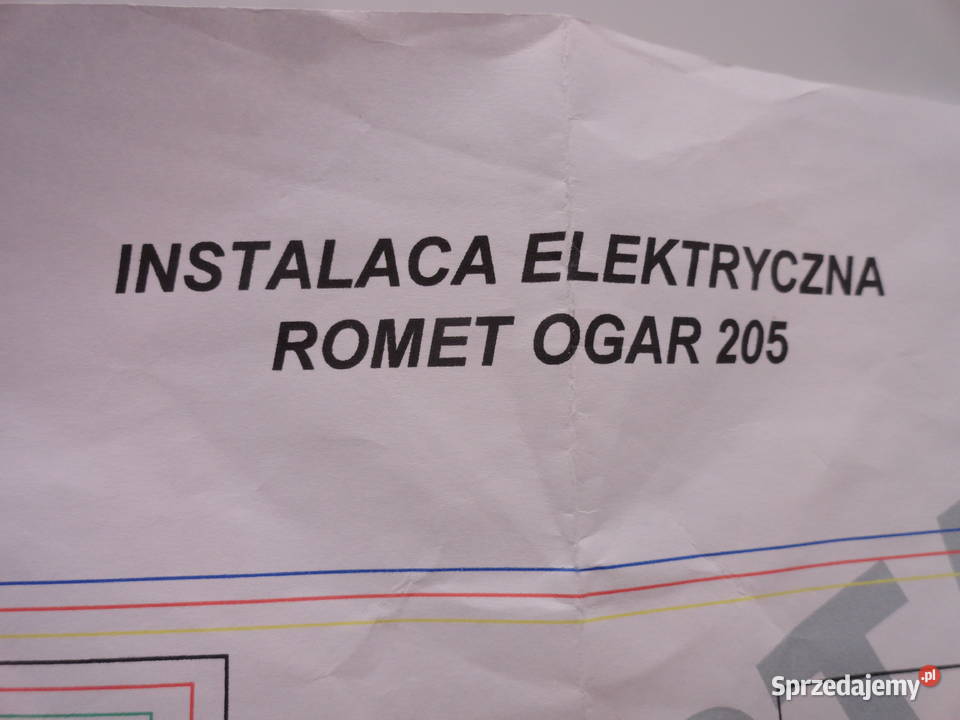 INSTALACA ELEKTRYCZNA
ROMET OGAR 205
Sprzedajemy.pl